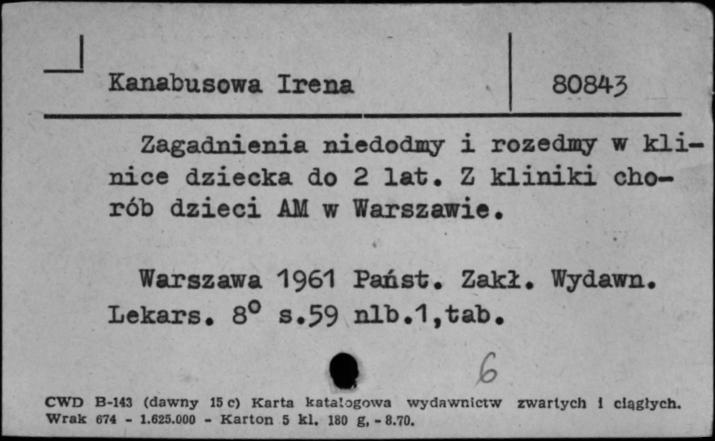 Kanabusowa Irena 80843
Zagadnienia niedodmy i rozedmy w kli-
nice dziecka do 2 lat. Z kliniki cho-
rób dzieci AM w Warszawie.
Warszawa 1961 Państ. Zakł. Wydawn.
Lekars. 8° s.59 nlb.1,tab.
6
CWD B-143 (dawny 15 c) Karta katalogowa wydawnictw zwartych i ciągłych.
Wrak 674 - 1.625.000 - Karton 5 kl. 180 g, - 8.70.